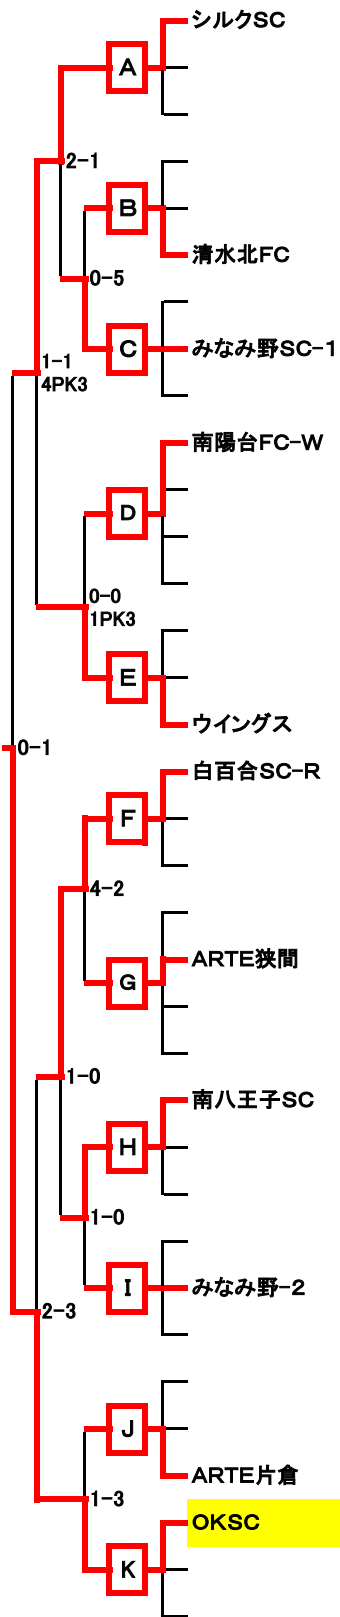 シルクSC
A
2-1
B
0-5
清水北FC
C
みなみ野SC-1
1-1
4PK3
南陽台FC-W
D
0-0
1PK3
E
ウイングス
0-1
白百合SC-R
F
4-2
ARTE狭間
G
1-0
南八王子SC
H
1-0
I
みなみ野-2
2-3
J
ARTE片倉
1-3
OKSC
K